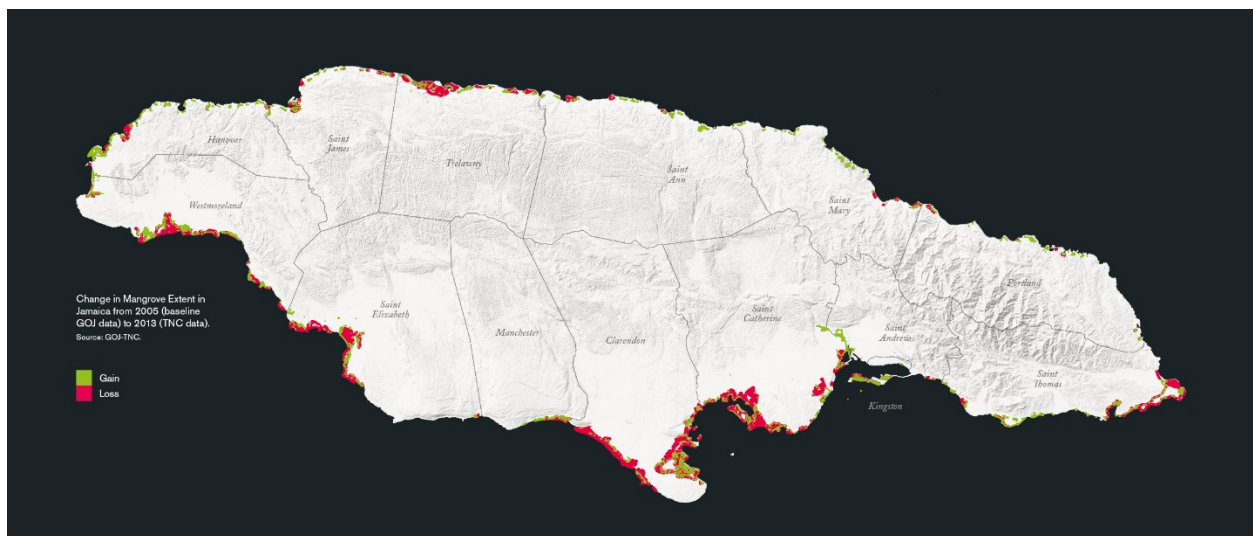 Hanover
Saint
James
Trelawny
Saint
Ann
Westmoreland
Saint
Mary
Portland
Change in Mangrove Extent in
Jamaica from 2005 (baseline
GOJ data) to 2013 (TNC data).
Source: GOJ-TNC.
Saint
Elizabeth
Manchester
Clarendon
Saint
Catherine
Saint
Andrew
Saint
Thomas
Kingston
Gain
Loss